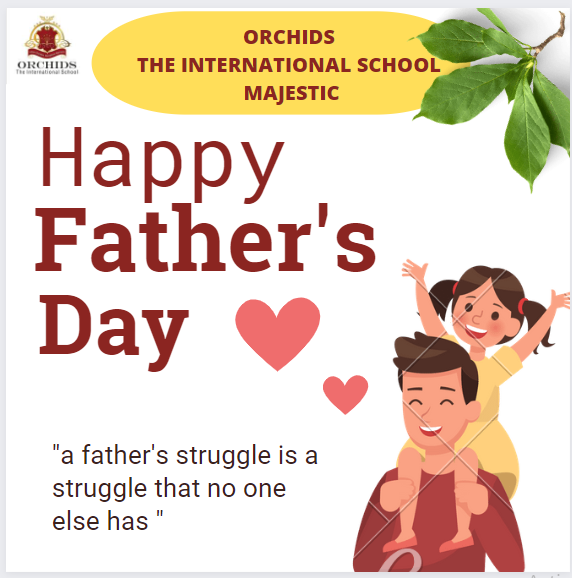 ORCHIDS
The International School
ORCHIDS
THE INTERNATIONAL SCHOOL
MAJESTIC
Happy
Father's
Day
"a father's struggle is a
struggle that no one
else has "